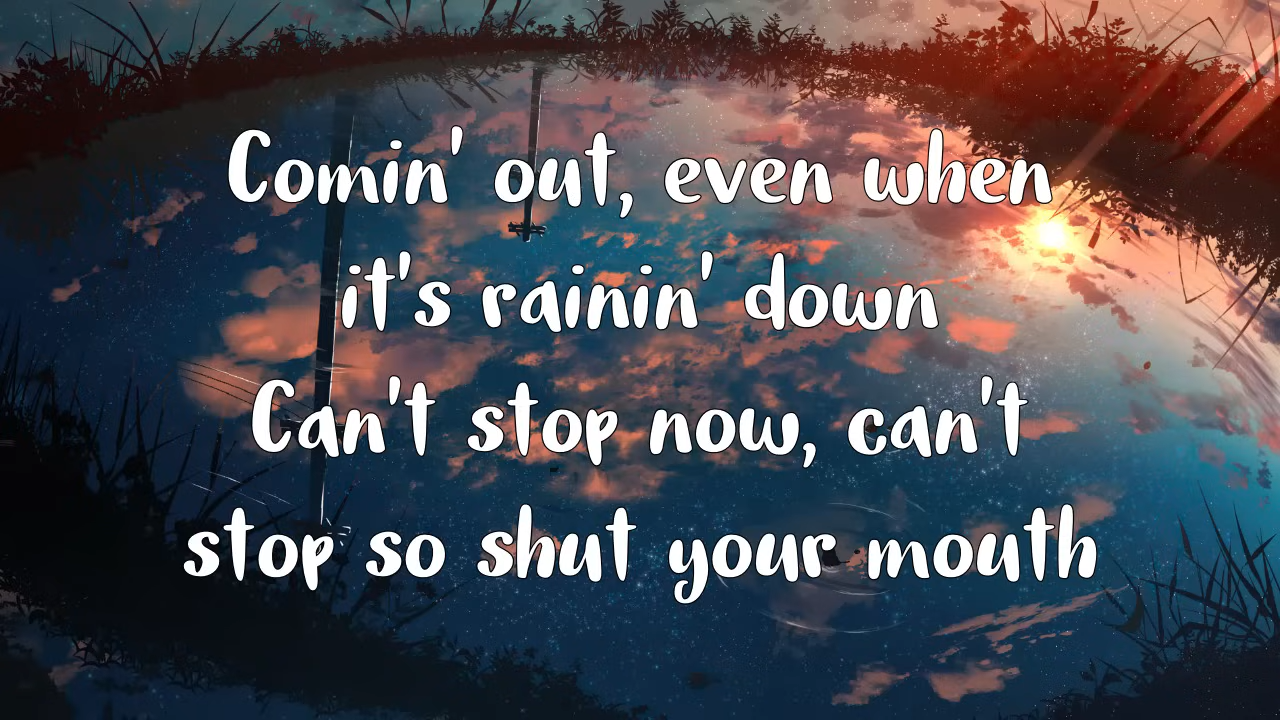 Comin' out, even when
it's rainin' down
Can't stop now, can't
stop so shut your mouth